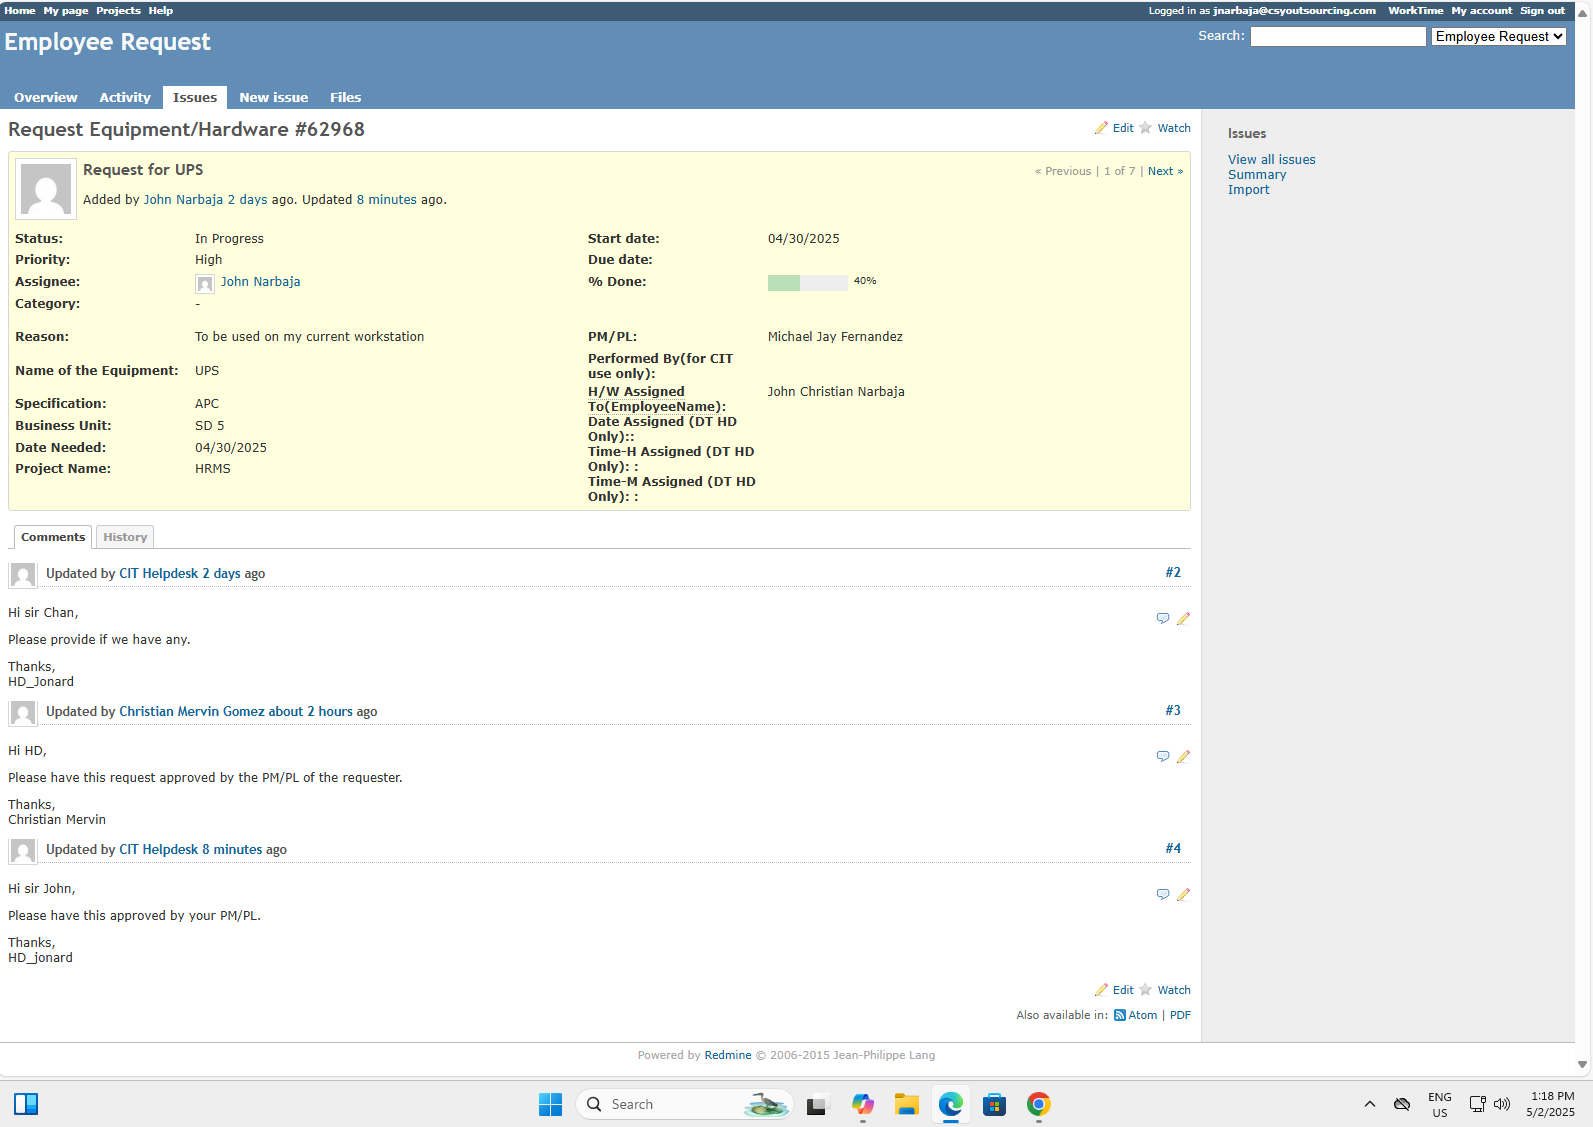 Home My page Projects Help
Logged in as jnarbaja@csyoutsourcing.com WorkTime My account Sign out
Employee Request
Search: Employee Request
Overview Activity Issues New issue Files
Request Equipment/Hardware #62968
Edit Watch
Issues
View all issues
Summary
Import
Request for UPS
« Previous | 1 of 7 | Next »
Added by John Narbaja 2 days ago. Updated 8 minutes ago.
Status: In Progress
Start date: 04/30/2025
Priority: High
Due date:
Assignee: John Narbaja
% Done: 40%
Category: -
Reason: To be used on my current workstation
PM/PL: Michael Jay Fernandez
Performed By(for CIT
use only):
Name of the Equipment: UPS
H/W Assigned John Christian Narbaja
To(EmployeeName):
Specification: APC
Date Assigned (DT HD
Only)::
Business Unit: SD 5
Date Needed: 04/30/2025
Time-H Assigned (DT HD
Only): :
Project Name: HRMS
Time-M Assigned (DT HD
Only): :
Comments History
Updated by CIT Helpdesk 2 days ago #2
Hi sir Chan,
Please provide if we have any.
Thanks,
HD_Jonard
Updated by Christian Mervin Gomez about 2 hours ago #3
Hi HD,
Please have this request approved by the PM/PL of the requester.
Thanks,
Christian Mervin
Updated by CIT Helpdesk 8 minutes ago #4
Hi sir John,
Please have this approved by your PM/PL.
Thanks,
HD_jonard
Edit Watch
Also available in: Atom | PDF
Powered by Redmine © 2006-2015 Jean-Philippe Lang
Search
ENG
US
1:18 PM
5/2/2025